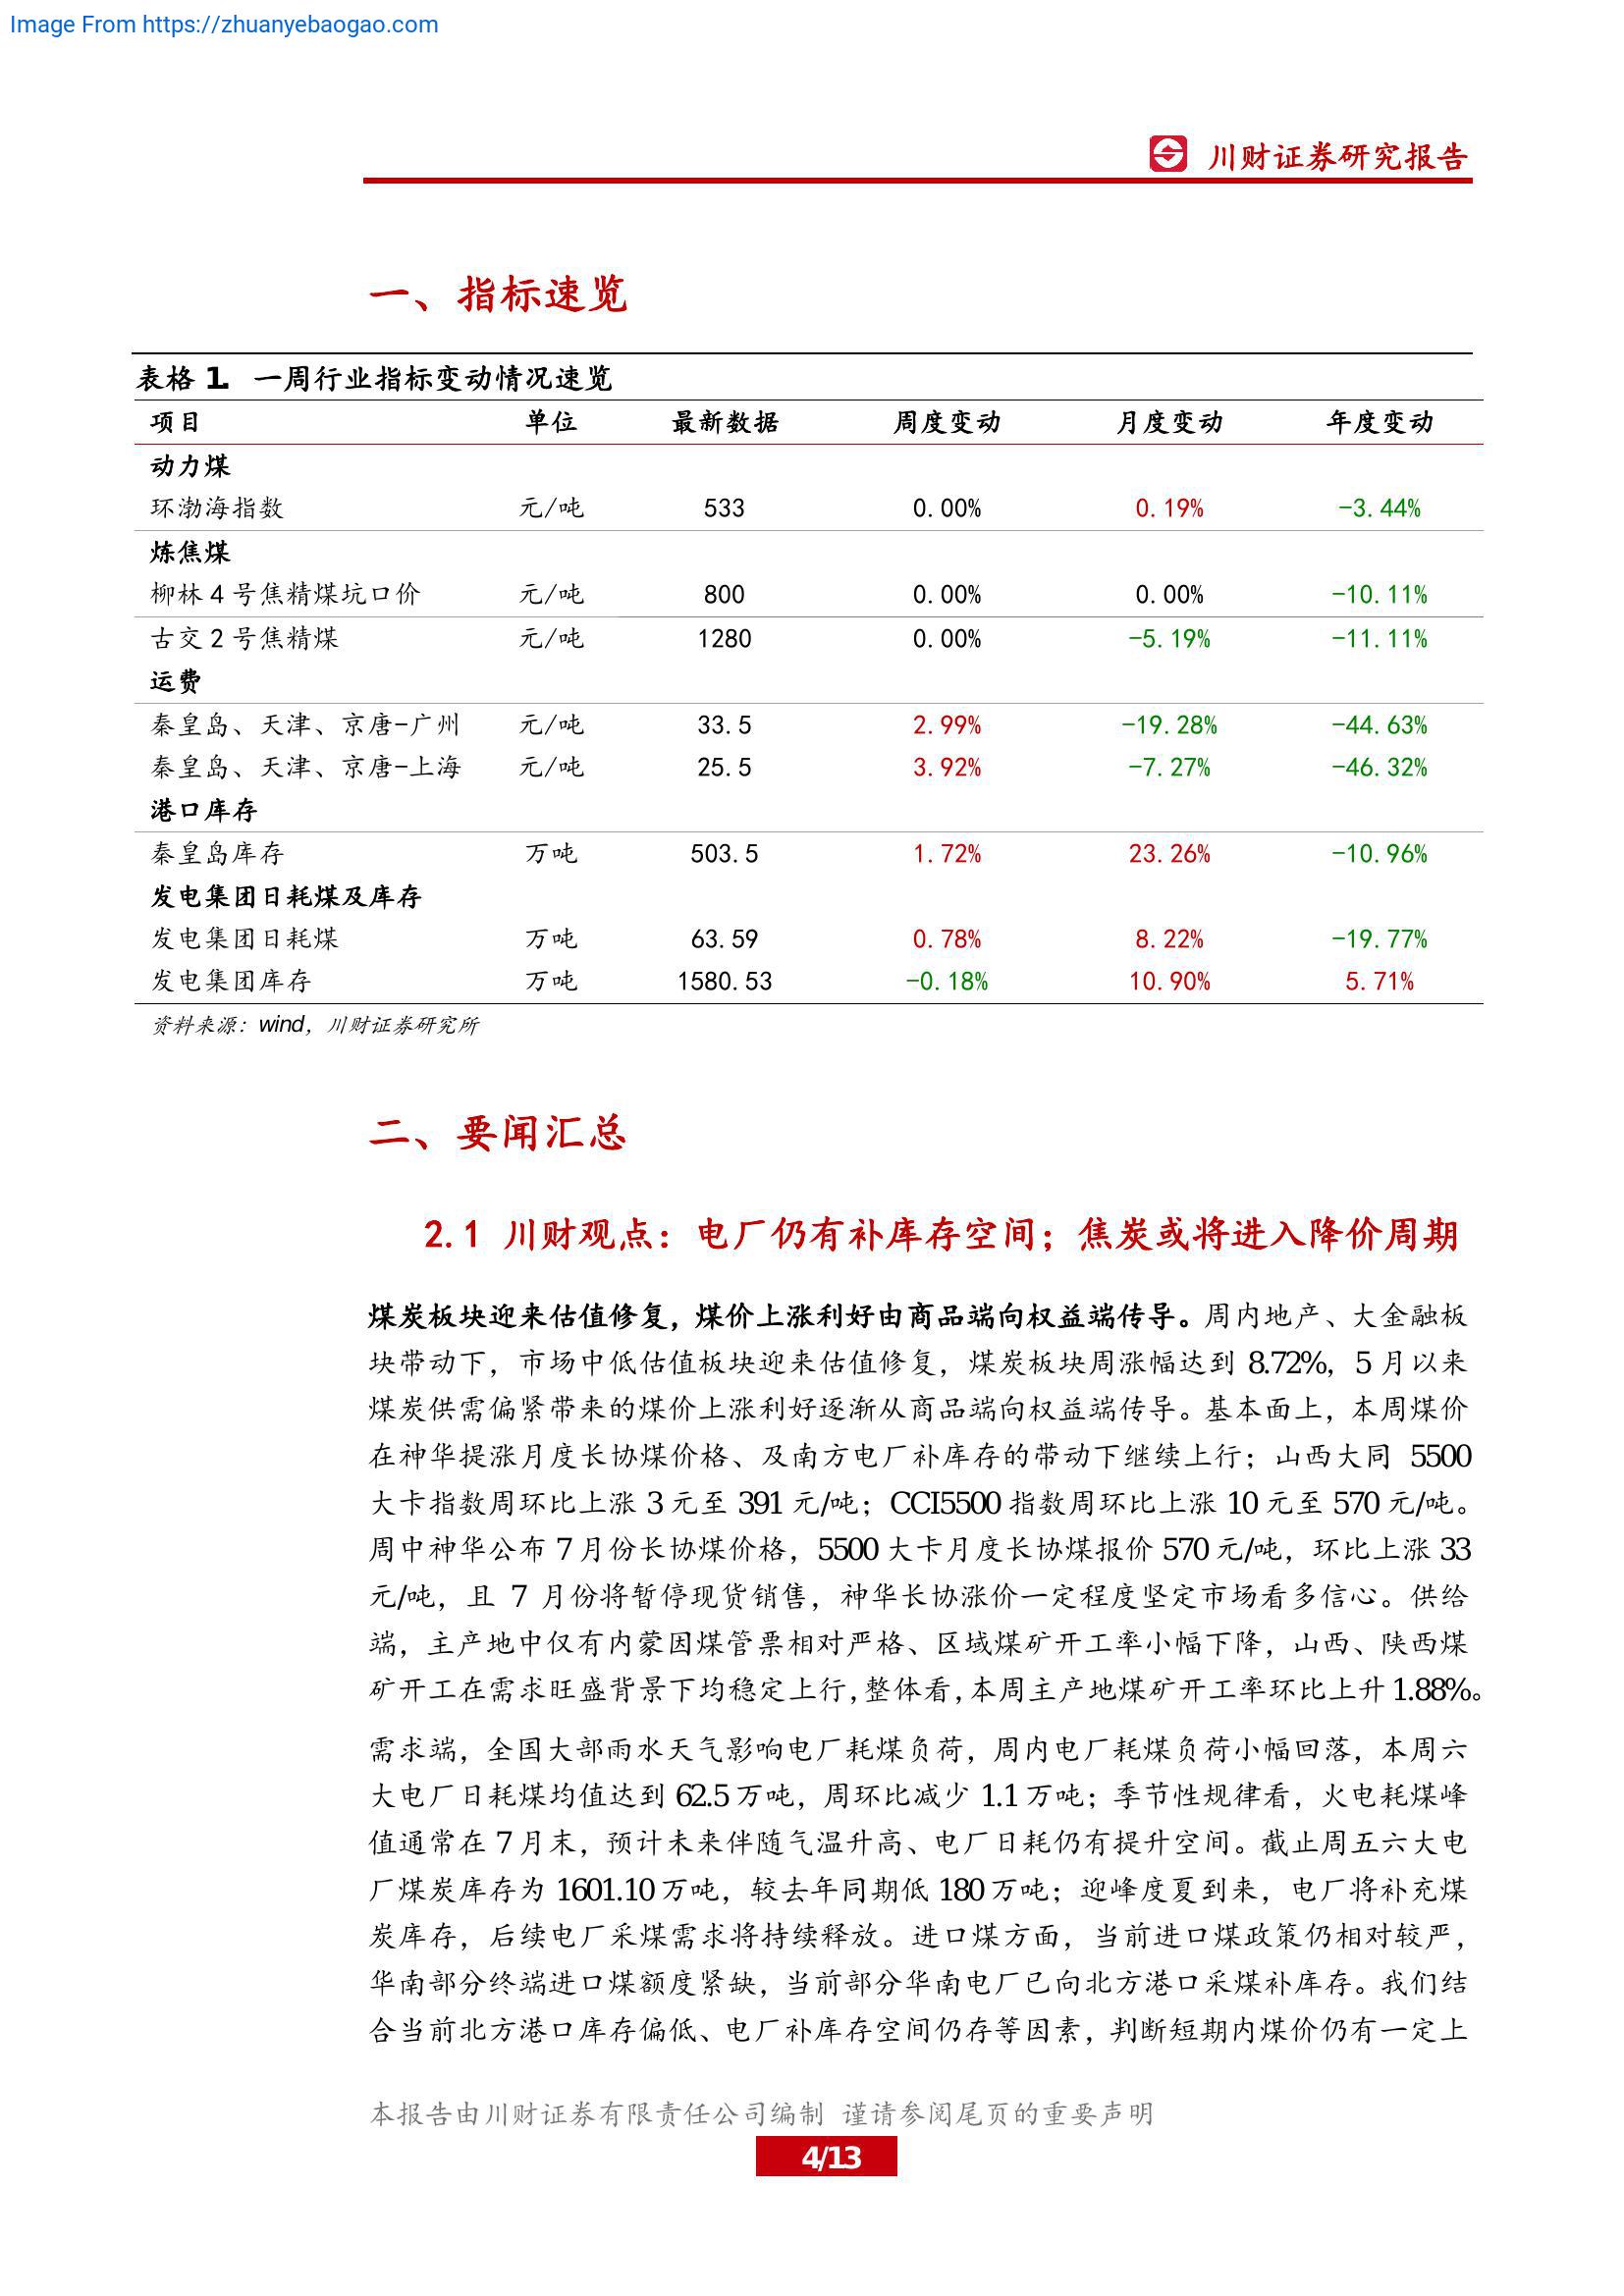 Image From https://zhuanyebaogao.com
川财证券研究报告
一、指标速览
表格 1. 一周行业指标变动情况速览
项目 单位 最新数据 周度变动 月度变动 年度变动
动力煤
环渤海指数 元/吨 533 0.00% 0.19% -3.44%
炼焦煤
柳林 4 号焦精煤坑口价 元/吨 800 0.00% 0.00% -10.11%
古交 2 号焦精煤 元/吨 1280 0.00% -5.19% -11.11%
运费
秦皇岛、天津、京唐-广州 元/吨 33.5 2.99% -19.28% -44.63%
秦皇岛、天津、京唐-上海 元/吨 25.5 3.92% -7.27% -46.32%
港口库存
秦皇岛库存 万吨 503.5 1.72% 23.26% -10.96%
发电集团日耗煤及库存
发电集团日耗煤 万吨 63.59 0.78% 8.22% -19.77%
发电集团库存 万吨 1580.53 -0.18% 10.90% 5.71%
资料来源：wind，川财证券研究所
二、要闻汇总
2.1 川财观点：电厂仍有补库存空间；焦炭或将进入降价周期
煤炭板块迎来估值修复，煤价上涨利好由商品端向权益端传导。周内地产、大金融板
块带动下，市场中低估值板块迎来估值修复，煤炭板块周涨幅达到 8.72%，5 月以来
煤炭供需偏紧带来的煤价上涨利好逐渐从商品端向权益端传导。基本面上，本周煤价
在神华提涨月度长协煤价格、及南方电厂补库存的带动下继续上行；山西大同 5500
大卡指数周环比上涨 3 元至 391 元/吨；CCI5500 指数周环比上涨 10 元至 570 元/吨。
周中神华公布 7 月份长协煤价格，5500 大卡月度长协煤报价 570 元/吨，环比上涨 33
元/吨，且 7 月份将暂停现货销售，神华长协涨价一定程度坚定市场看多信心。供给
端，主产地中仅有内蒙因煤管票相对严格、区域煤矿开工率小幅下降，山西、陕西煤
矿开工在需求旺盛背景下均稳定上行，整体看，本周主产地煤矿开工率环比上升 1.88%。
需求端，全国大部雨水天气影响电厂耗煤负荷，周内电厂耗煤负荷小幅回落，本周六
大电厂日耗煤均值达到 62.5 万吨，周环比减少 1.1 万吨；季节性规律看，火电耗煤峰
值通常在 7 月末，预计未来伴随气温升高、电厂日耗仍有提升空间。截止周五六大电
厂煤炭库存为 1601.10 万吨，较去年同期低 180 万吨；迎峰度夏到来，电厂将补充煤
炭库存，后续电厂采煤需求将持续释放。进口煤方面，当前进口煤政策仍相对较严，
华南部分终端进口煤额度紧缺，当前部分华南电厂已向北方港口采煤补库存。我们结
合当前北方港口库存偏低、电厂补库存空间仍存等因素，判断短期内煤价仍有一定上
本报告由川财证券有限责任公司编制 谨请参阅尾页的重要声明
4/13